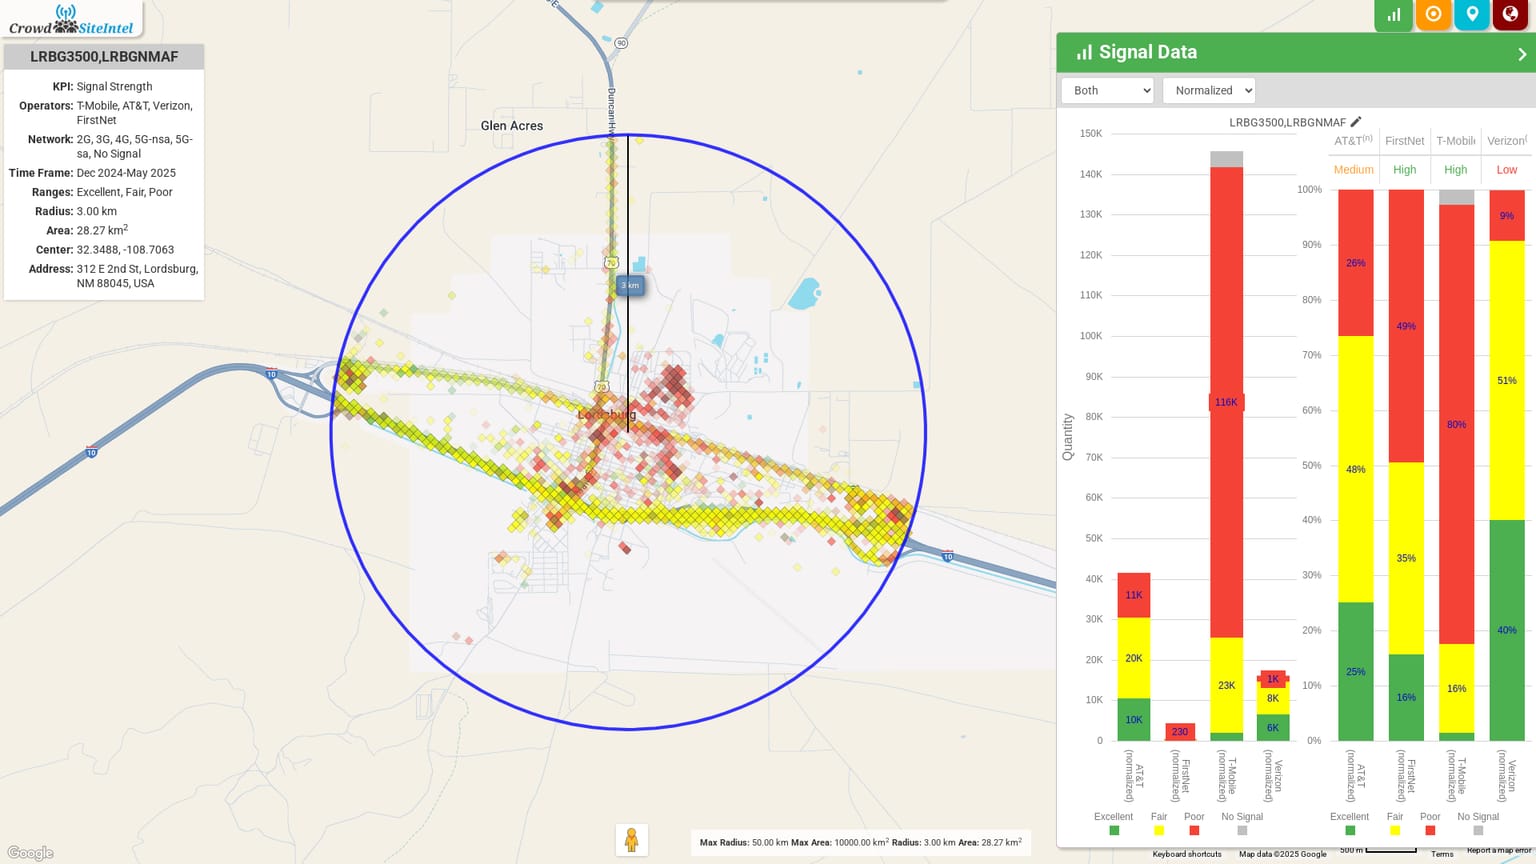 CrowdSiteIntel
LRBG3500,LRBGNMAF
KPI: Signal Strength
Operators: T-Mobile, AT&T, Verizon,
FirstNet
Network: 2G, 3G, 4G, 5G-nsa, 5G-
sa, No Signal
Time Frame: Dec 2024-May 2025
Ranges: Excellent, Fair, Poor
Radius: 3.00 km
Area: 28.27 km²
Center: 32.3488, -108.7063
Address: 312 E 2nd St, Lordsburg,
NM 88045, USA
90
Duncan Hwy
Glen Acres
70
3 km
70
Lordsburg
10
10
10
Google
Max Radius: 50.00 km Max Area: 10000.00 km² Radius: 3.00 km Area: 28.27 km²
Signal Data
Both
Normalized
LRBG3500,LRBGNMAF
AT&T(n) FirstNet T-Mobile Verizon(
Medium High High Low
Quantity
150K
140K
130K
120K
110K
100K
90K
80K
70K
60K
50K
40K
30K
20K
10K
0
11K
20K
10K
230
116K
23K
1K
8K
6K
AT&T
(normalized)
FirstNet
(normalized)
T-Mobile
(normalized)
Verizon
(normalized)
Excellent Fair Poor No Signal
100%
90%
80%
70%
60%
50%
40%
30%
20%
10%
0%
26%
48%
25%
49%
35%
16%
80%
16%
9%
51%
40%
AT&T
(normalized)
FirstNet
(normalized)
T-Mobile
(normalized)
Verizon
(normalized)
Excellent Fair Poor No Signal
Keyboard shortcuts
Map data ©2025 Google
500 m
Terms
Report a map error